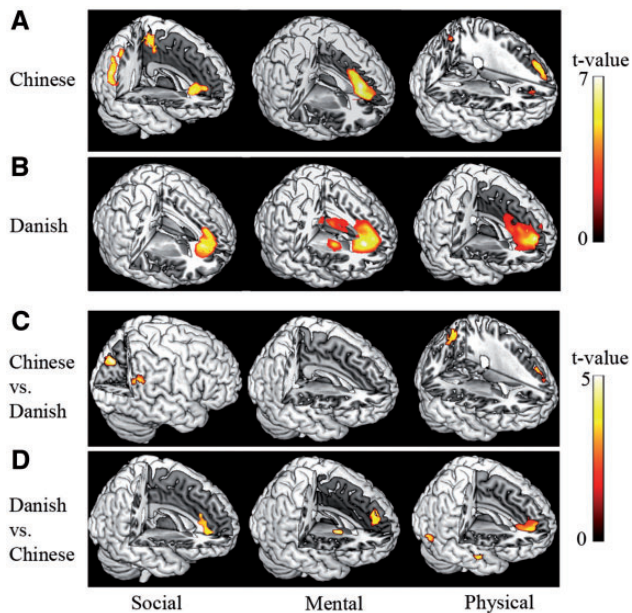 A
Chinese
t-value
7
B
Danish
0
C
Chinese
vs.
Danish
t-value
5
D
Danish
vs.
Chinese
0
Social Mental Physical